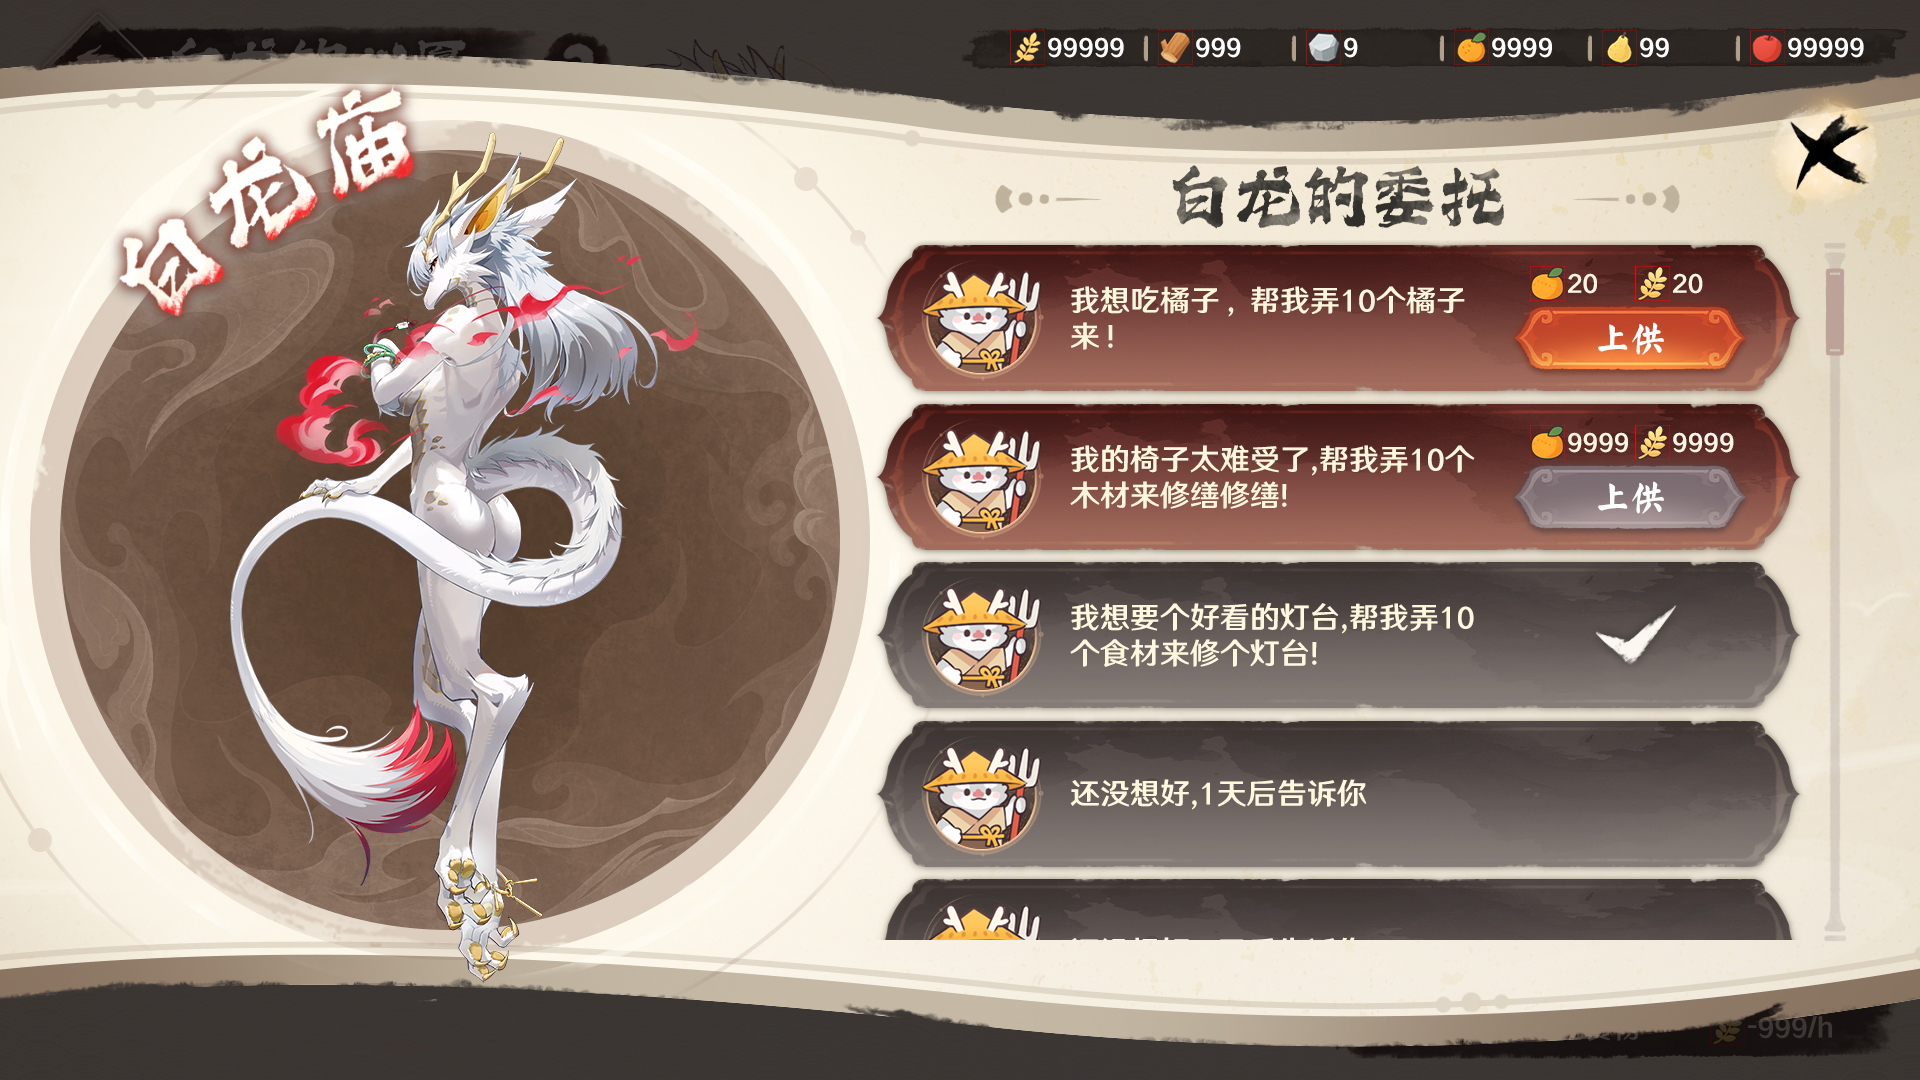 99999
999
9
9999
99
99999
白龙庙
白龙的委托
我想吃橘子，帮我弄10个橘子
来！
20
20
上供
我的椅子太难受了,帮我弄10个
木材来修缮修缮!
9999
9999
上供
我想要个好看的灯台,帮我弄10
个食材来修个灯台!
还没想好,1天后告诉你
-999/h